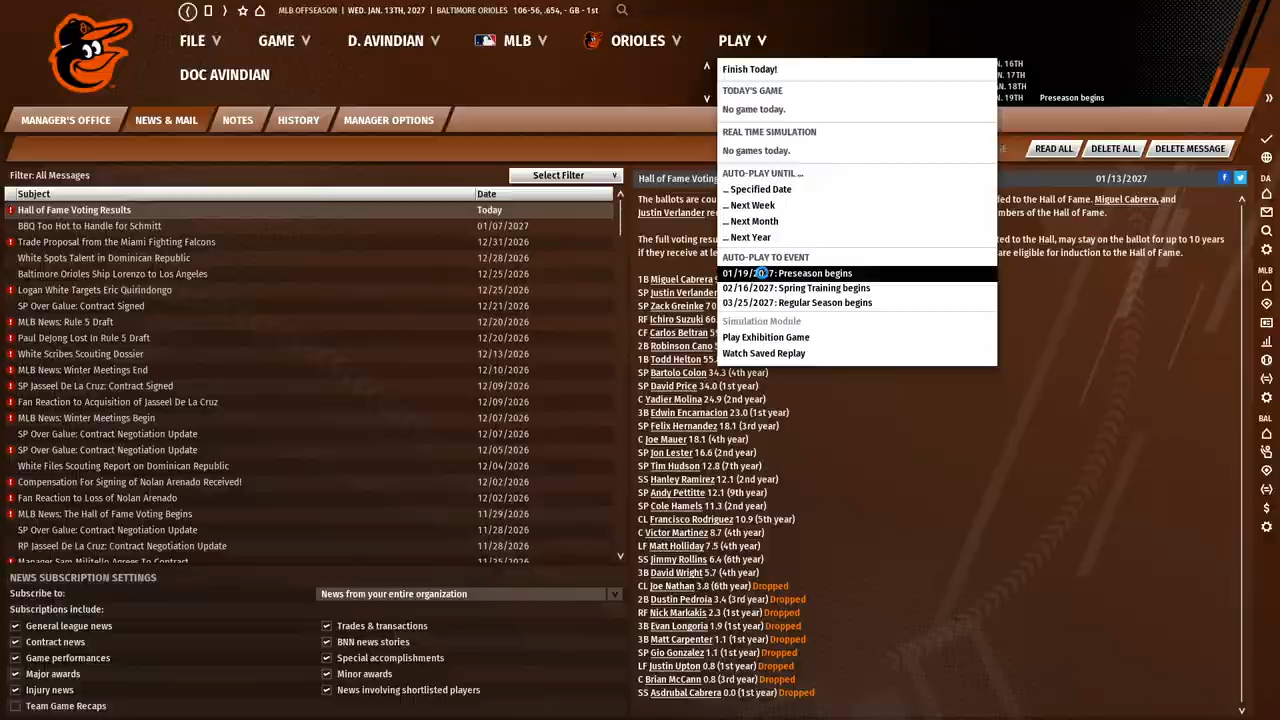 MLB OFFSEASON | WED. JAN. 13TH, 2027 | BALTIMORE ORIOLES 106-56, .654, - GB - 1st
FILE GAME D. AVINDIAN MLB ORIOLES PLAY
DOC AVINDIAN
N. 16TH
N. 17TH
N. 18TH
N. 19TH Preseason begins
MANAGER'S OFFICE NEWS & MAIL NOTES HISTORY MANAGER OPTIONS
READ ALL DELETE ALL DELETE MESSAGE
Filter: All Messages Select Filter
Subject Date
Hall of Fame Voting Results Today
BBQ Too Hot to Handle for Schmitt 01/07/2027
Trade Proposal from the Miami Fighting Falcons 12/31/2026
White Spots Talent in Dominican Republic 12/28/2026
Baltimore Orioles Ship Lorenzo to Los Angeles 12/25/2026
Logan White Targets Eric Quirindongo 12/25/2026
SP Over Galue: Contract Signed 12/21/2026
MLB News: Rule 5 Draft 12/20/2026
Paul DeJong Lost In Rule 5 Draft 12/20/2026
White Scribes Scouting Dossier 12/13/2026
MLB News: Winter Meetings End 12/10/2026
SP Jasseel De La Cruz: Contract Signed 12/09/2026
Fan Reaction to Acquisition of Jasseel De La Cruz 12/09/2026
MLB News: Winter Meetings Begin 12/07/2026
SP Over Galue: Contract Negotiation Update 12/07/2026
SP Over Galue: Contract Negotiation Update 12/05/2026
White Files Scouting Report on Dominican Republic 12/04/2026
Compensation For Signing of Nolan Arenado Received! 12/02/2026
Fan Reaction to Loss of Nolan Arenado 12/02/2026
MLB News: The Hall of Fame Voting Begins 11/29/2026
SP Over Galue: Contract Negotiation Update 11/28/2026
RP Jasseel De La Cruz: Contract Negotiation Update 11/28/2026
Manager Sam Militello Agrees To Contract 11/25/2026
NEWS SUBSCRIPTION SETTINGS
Subscribe to: News from your entire organization
Subscriptions include:
General league news Trades & transactions
Contract news BNN news stories
Game performances Special accomplishments
Major awards Minor awards
Injury news News involving shortlisted players
Team Game Recaps
Finish Today!
TODAY'S GAME
No game today.
REAL TIME SIMULATION
No games today.
AUTO-PLAY UNTIL ...
... Specified Date
... Next Week
... Next Month
... Next Year
AUTO-PLAY TO EVENT
01/19/2027: Preseason begins
02/16/2027: Spring Training begins
03/25/2027: Regular Season begins
Simulation Module
Play Exhibition Game
Watch Saved Replay
Hall of Fame Voting 01/13/2027
The ballots are cou ded to the Hall of Fame. Miguel Cabrera, and
Justin Verlander re mbers of the Hall of Fame.
The full voting resu ted to the Hall, may stay on the ballot for up to 10 years
if they receive at le are eligible for induction to the Hall of Fame.
1B Miguel Cabrera
SP Justin Verlander
SP Zack Greinke 70
RF Ichiro Suzuki 66
CF Carlos Beltran 59
2B Robinson Cano
1B Todd Helton 55.
SP Bartolo Colon 34.3 (4th year)
SP David Price 34.0 (1st year)
C Yadier Molina 24.9 (2nd year)
3B Edwin Encarnacion 23.0 (1st year)
SP Felix Hernandez 18.1 (3rd year)
C Joe Mauer 18.1 (4th year)
SP Jon Lester 16.6 (2nd year)
SP Tim Hudson 12.8 (7th year)
SS Hanley Ramirez 12.1 (2nd year)
SP Andy Pettitte 12.1 (9th year)
SP Cole Hamels 11.3 (2nd year)
CL Francisco Rodriguez 10.9 (5th year)
C Victor Martinez 8.7 (4th year)
LF Matt Holliday 7.5 (4th year)
SS Jimmy Rollins 6.4 (6th year)
3B David Wright 5.7 (4th year)
CL Joe Nathan 3.8 (6th year) Dropped
2B Dustin Pedroia 3.4 (3rd year) Dropped
RF Nick Markakis 2.3 (1st year) Dropped
3B Evan Longoria 1.9 (1st year) Dropped
3B Matt Carpenter 1.1 (1st year) Dropped
SP Gio Gonzalez 1.1 (1st year) Dropped
LF Justin Upton 0.8 (1st year) Dropped
C Brian McCann 0.8 (3rd year) Dropped
SS Asdrubal Cabrera 0.0 (1st year) Dropped
DA
MLB
BAL